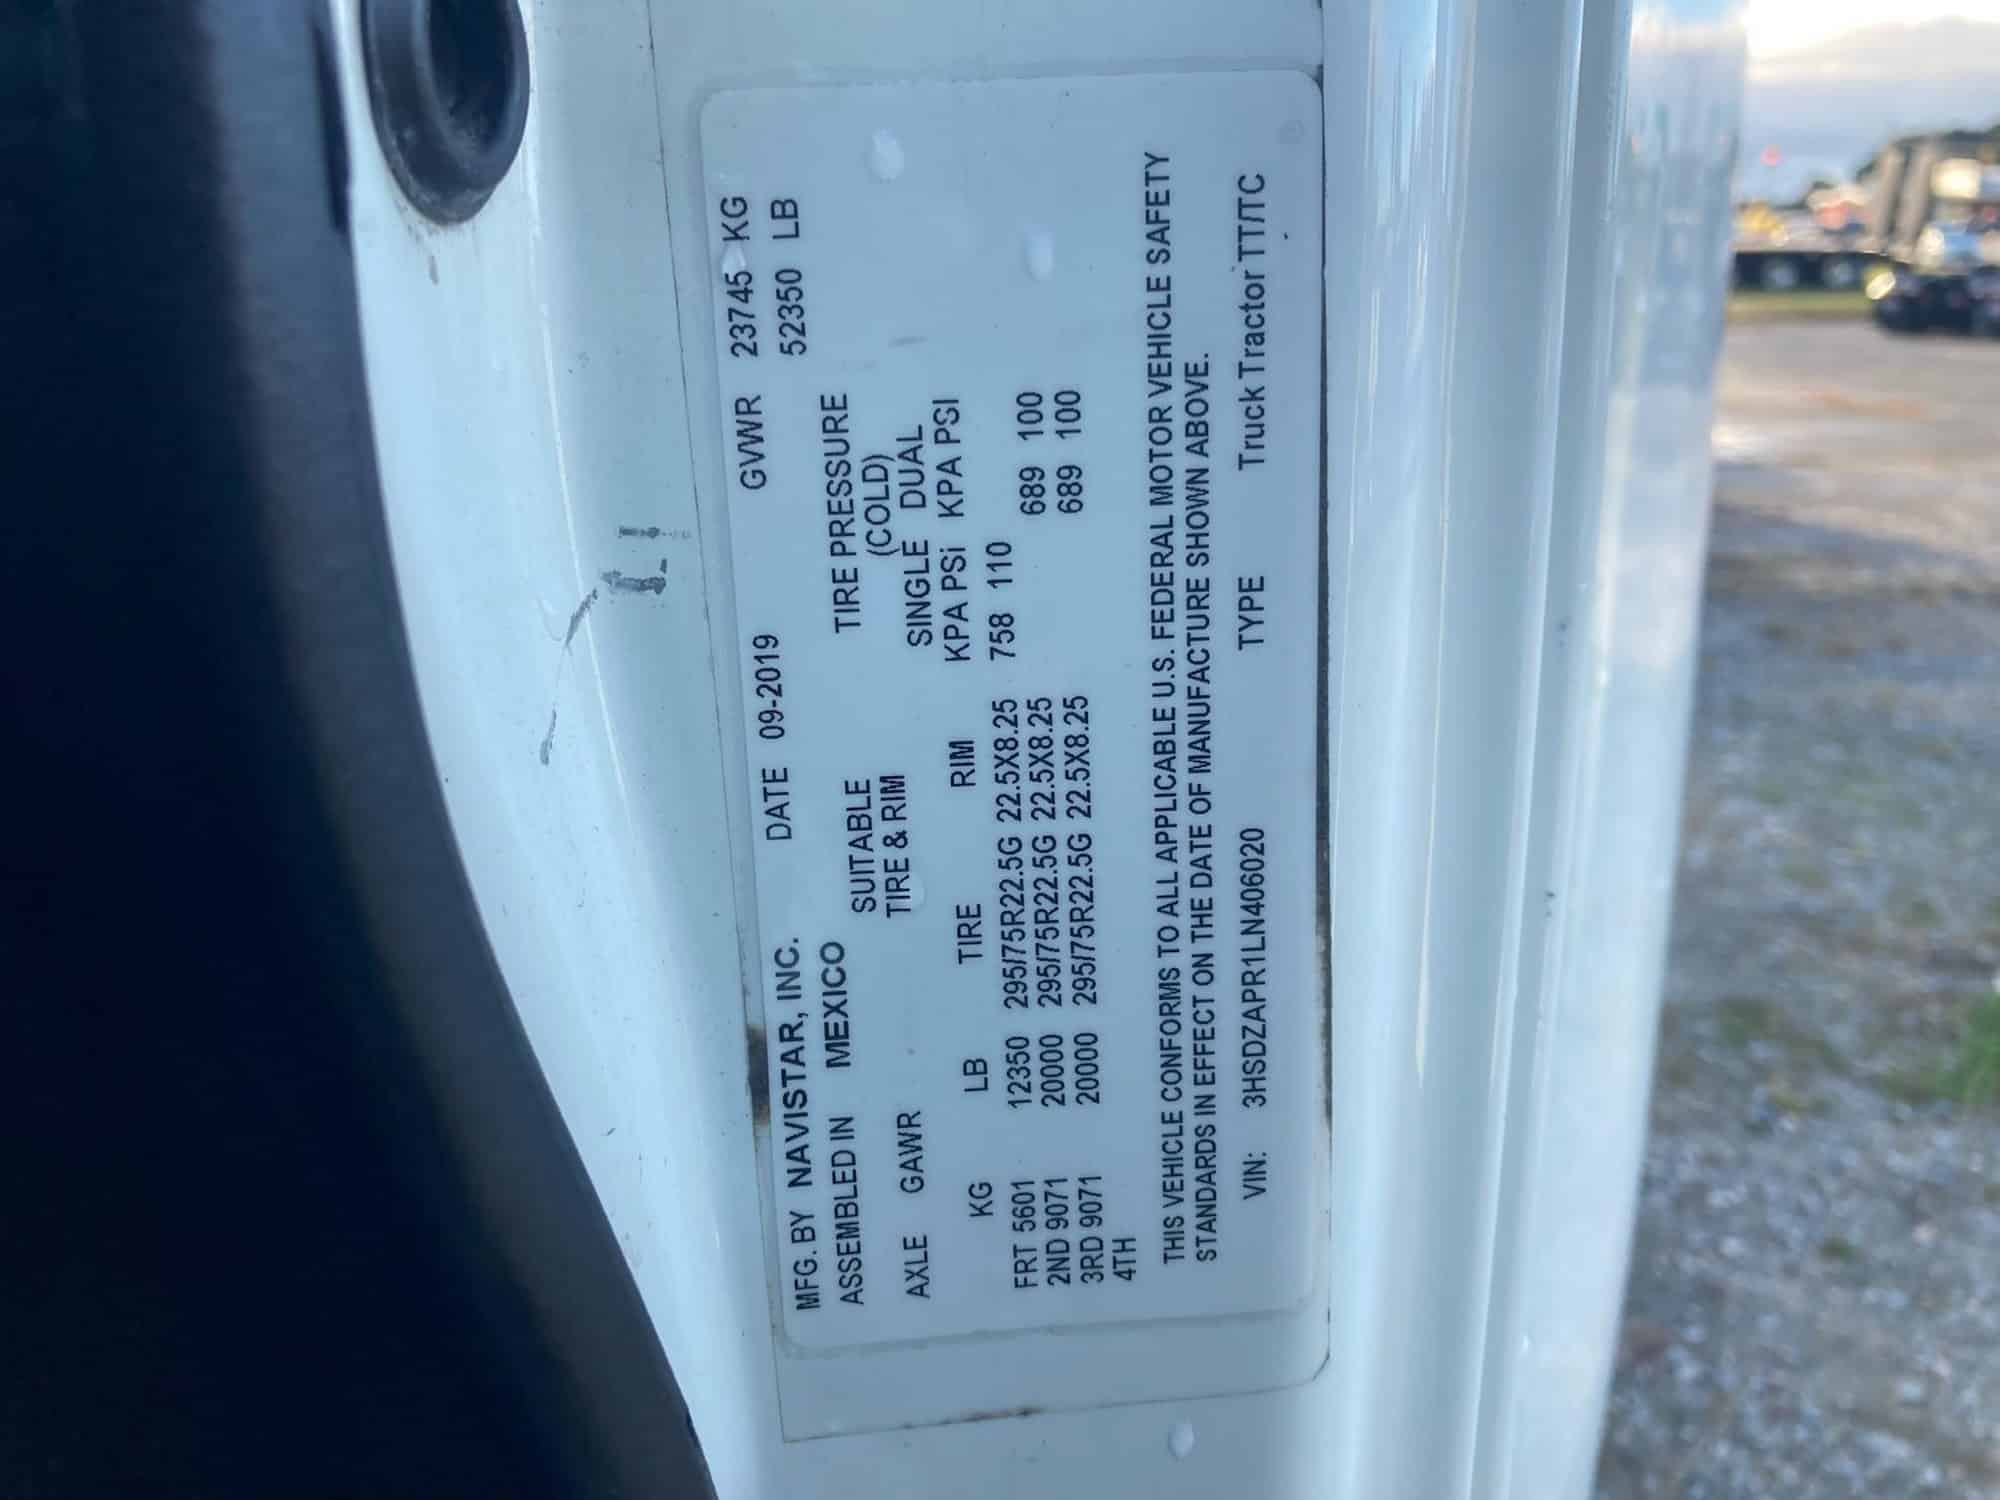 MFG. BY NAVISTAR, INC. DATE 09-2019 GVWR 23745 KG
ASSEMBLED IN MEXICO 52350 LB
SUITABLE TIRE PRESSURE
AXLE GAWR TIRE & RIM (COLD)
SINGLE DUAL
KG LB TIRE RIM KPA PSi KPA PSI
FRT 5601 12350 295/75R22.5G 22.5X8.25 758 110
2ND 9071 20000 295/75R22.5G 22.5X8.25 689 100
3RD 9071 20000 295/75R22.5G 22.5X8.25 689 100
4TH
THIS VEHICLE CONFORMS TO ALL APPLICABLE U.S. FEDERAL MOTOR VEHICLE SAFETY
STANDARDS IN EFFECT ON THE DATE OF MANUFACTURE SHOWN ABOVE.
VIN: 3HSDZAPR1LN406020 TYPE Truck Tractor TT/TC